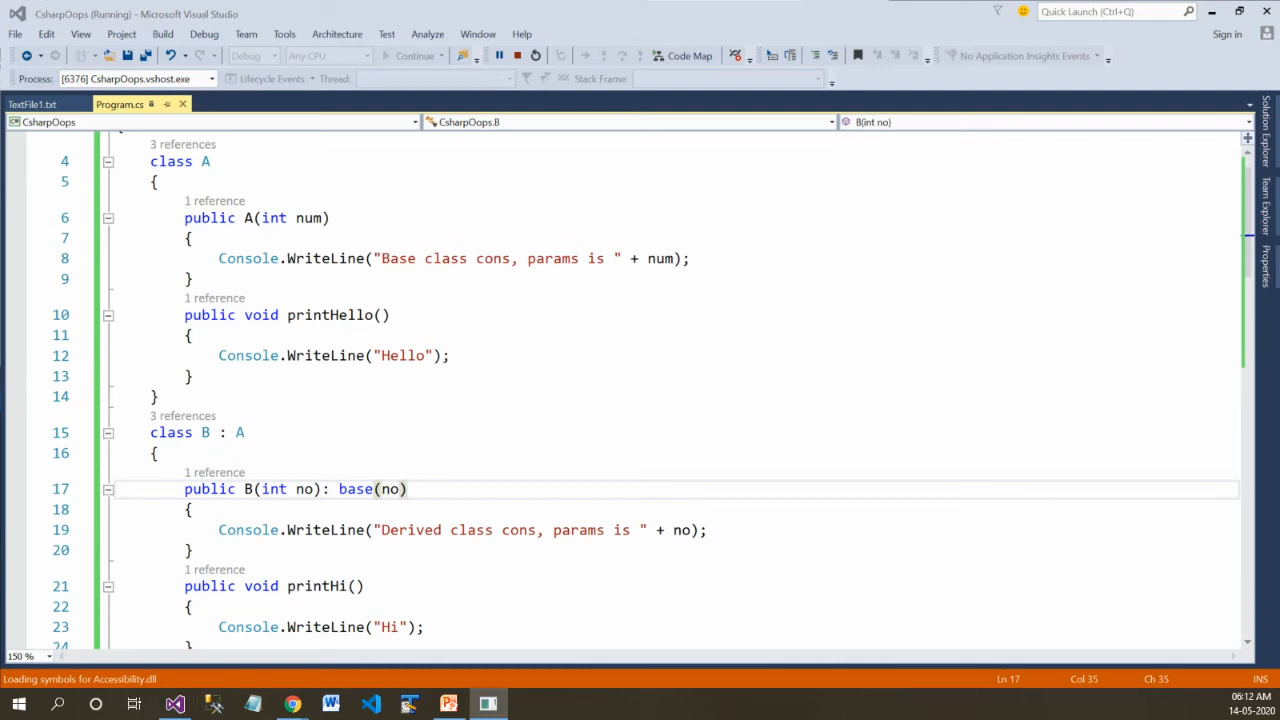 CsharpOops (Running) - Microsoft Visual Studio
Quick Launch (Ctrl+Q)
File Edit View Project Build Debug Team Tools Architecture Test Analyze Window Help Sign in
Debug Any CPU Continue Code Map No Application Insights Events
Process: [6376] CsharpOops.vshost.exe Lifecycle Events Thread: Stack Frame:
TextFile1.txt Program.cs
CsharpOops CsharpOops.B B(int no)
3 references
4 class A
5 {
1 reference
6 public A(int num)
7 {
8 Console.WriteLine("Base class cons, params is " + num);
9 }
1 reference
10 public void printHello()
11 {
12 Console.WriteLine("Hello");
13 }
14 }
3 references
15 class B : A
16 {
1 reference
17 public B(int no): base(no)
18 {
19 Console.WriteLine("Derived class cons, params is " + no);
20 }
1 reference
21 public void printHi()
22 {
23 Console.WriteLine("Hi");
24 }
Solution Explorer
Team Explorer
Properties
150 %
Loading symbols for Accessibility.dll Ln 17 Col 35 Ch 35 INS
06:12 AM
14-05-2020